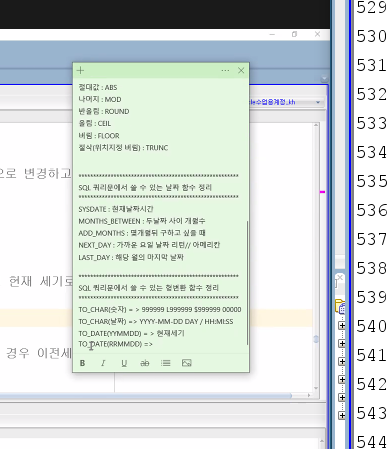 529
530
531
532
533
534
535
536
537
538
539
540
541
542
543
544
le수업용계정_kh
으로 변경하고
현재 세기로
경우 이전세
절대값 : ABS
나머지 : MOD
반올림 : ROUND
올림 : CEIL
버림 : FLOOR
절삭(위치지정 버림) : TRUNC
**************************************************
SQL 쿼리문에서 쓸 수 있는 날짜 함수 정리
**************************************************
SYSDATE : 현재날짜시간
MONTHS_BETWEEN : 두날짜 사이 개월수
ADD_MONTHS : 몇개월뒤 구하고 싶을 때
NEXT_DAY : 가까운 요일 날짜 리턴// 아메리칸
LAST_DAY : 해당 월의 마지막 날짜
**************************************************
SQL 쿼리문에서 쓸 수 있는 형변환 함수 정리
**************************************************
TO_CHAR(숫자) = > 999999 L999999 $999999 00000
TO_CHAR(날짜) => YYYY-MM-DD DAY / HH:MI:SS
TO_DATE(YYMMDD) = > 현재세기
TO_DATE(RRMMDD) =>
B I U ab